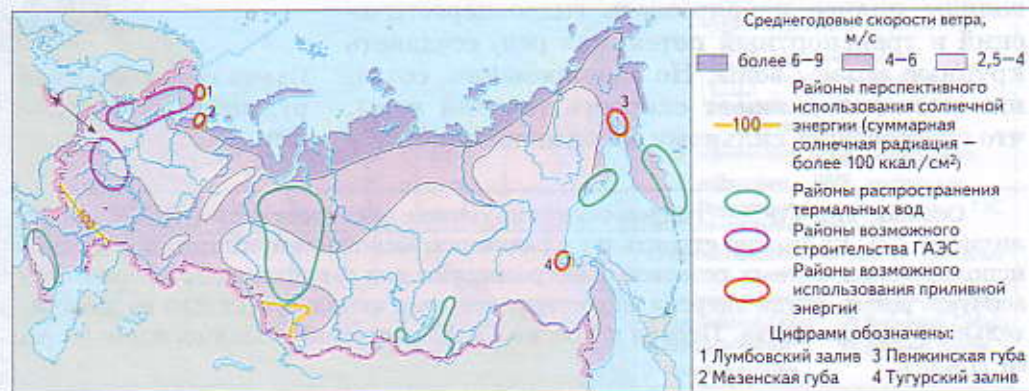 1
2
3
4
100
Среднегодовые скорости ветра,
м/с
более 6—9 4—6 2,5—4
Районы перспективного
использования солнечной
100 энергии (суммарная
солнечная радиация —
более 100 ккал/см²)
Районы распространения
термальных вод
Районы возможного
строительства ГАЭС
Районы возможного
использования приливной
энергии
Цифрами обозначены:
1 Лумбовский залив 3 Пенжинская губа
2 Мезенская губа 4 Тугурский залив